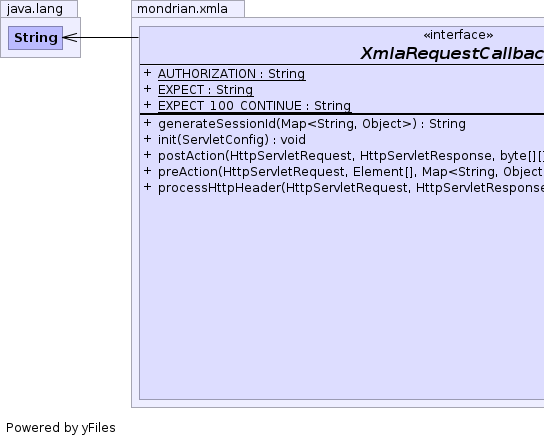 java.lang
mondrian.xmla
String
«interface»
XmlaRequestCallbac
+ AUTHORIZATION : String
+ EXPECT : String
+ EXPECT_100_CONTINUE : String
+ generateSessionId(Map<String, Object>) : String
+ init(ServletConfig) : void
+ postAction(HttpServletRequest, HttpServletResponse, byte[][]
+ preAction(HttpServletRequest, Element[], Map<String, Object
+ processHttpHeader(HttpServletRequest, HttpServletResponse
Powered by yFiles